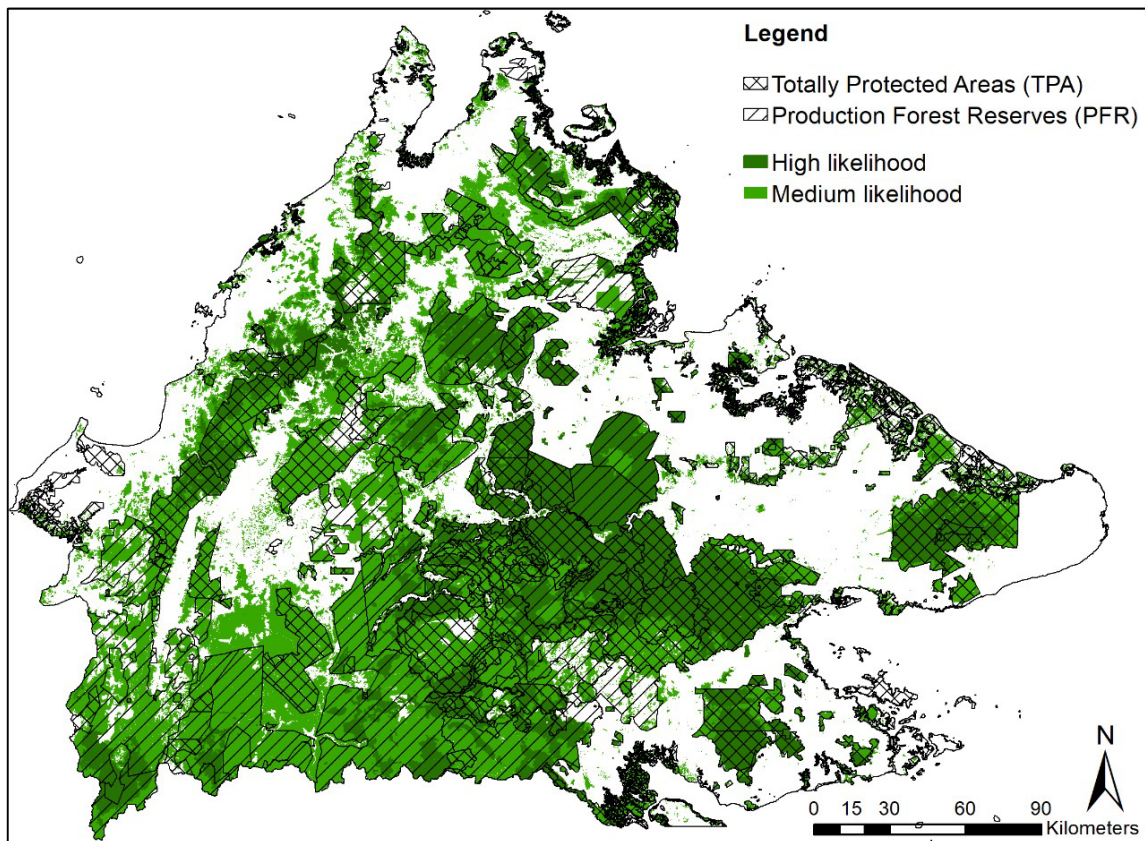 Legend
Totally Protected Areas (TPA)
Production Forest Reserves (PFR)
High likelihood
Medium likelihood
N
0 15 30 60 90
Kilometers